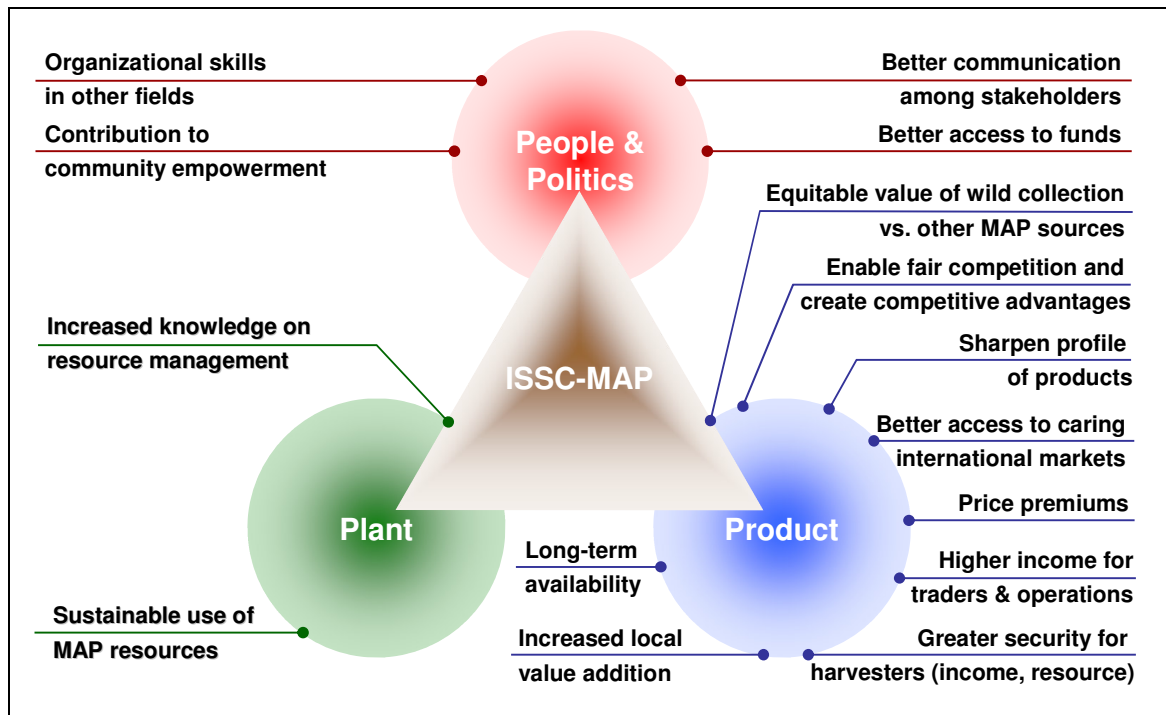 Organizational skills
in other fields
Contribution to
community empowerment
Better communication
among stakeholders
Better access to funds
People &
Politics
Equitable value of wild collection
vs. other MAP sources
Enable fair competition and
create competitive advantages
Increased knowledge on
resource management
Sharpen profile
of products
ISSC-MAP
Better access to caring
international markets
Plant
Product
Price premiums
Long-term
availability
Higher income for
traders & operations
Sustainable use of
MAP resources
Increased local
value addition
Greater security for
harvesters (income, resource)